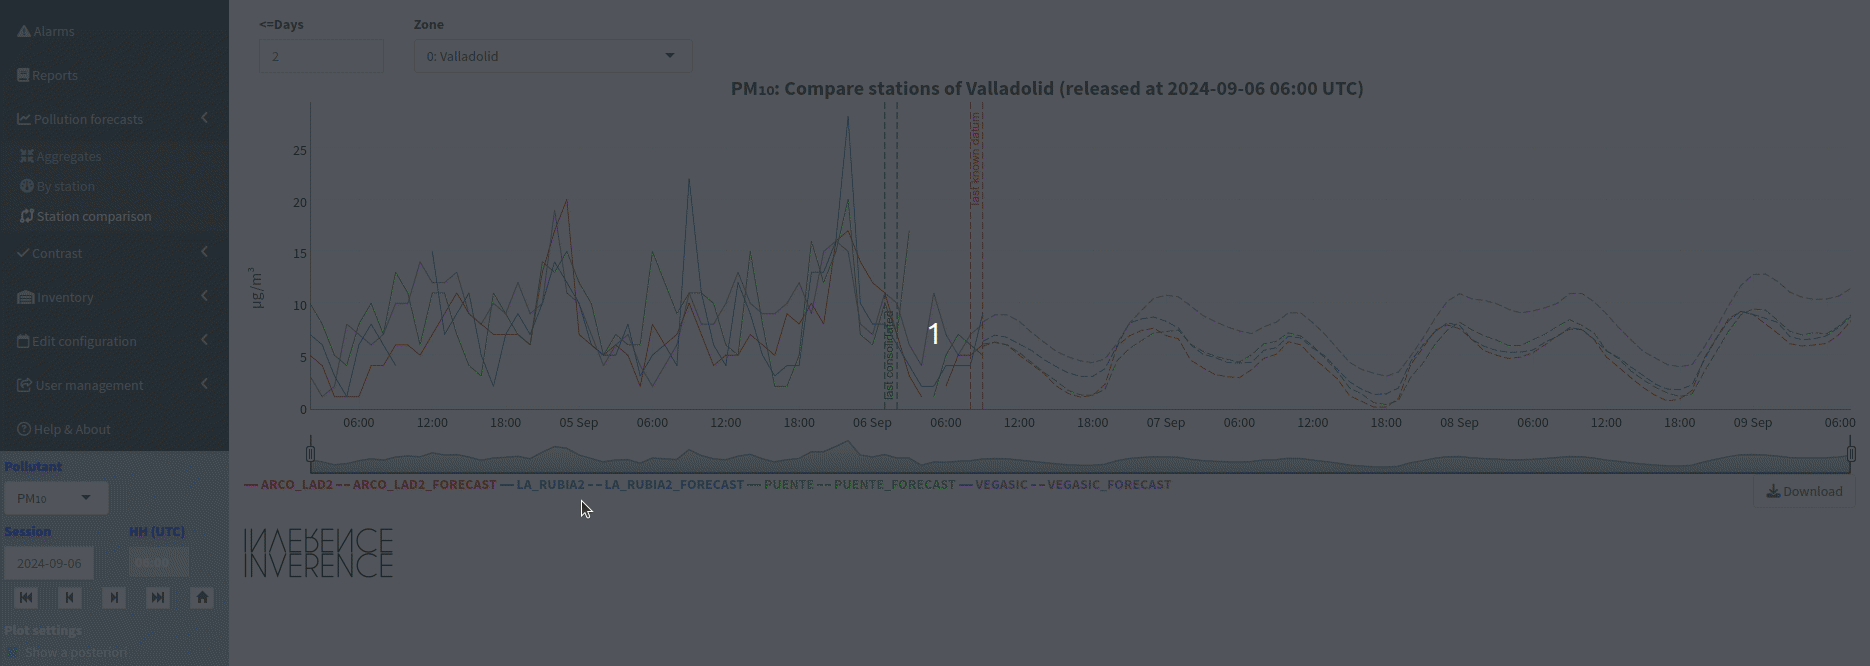 Alarms
Reports
Pollution forecasts
Aggregates
By station
Station comparison
Contrast
Inventory
Edit configuration
User management
Help & About
Pollutant
PM₁₀
Session
HH (UTC)
2024-09-06
06:00
Plot settings
Show a posteriori
<=Days
Zone
2
0: Valladolid
PM₁₀: Compare stations of Valladolid (released at 2024-09-06 06:00 UTC)
µg/m³
25
20
15
10
5
0
last consolidated
last known datum
1
06:00 12:00 18:00 05 Sep 06:00 12:00 18:00 06 Sep 06:00 12:00 18:00 07 Sep 06:00 12:00 18:00 08 Sep 06:00 12:00 18:00 09 Sep 06:00
ARCO_LAD2 ARCO_LAD2_FORECAST LA_RUBIA2 LA_RUBIA2_FORECAST PUENTE PUENTE_FORECAST VEGASIC VEGASIC_FORECAST
Download
INVERENCE